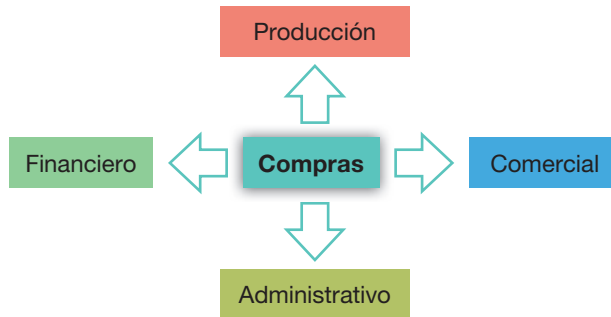 Producción
Financiero
Compras
Comercial
Administrativo